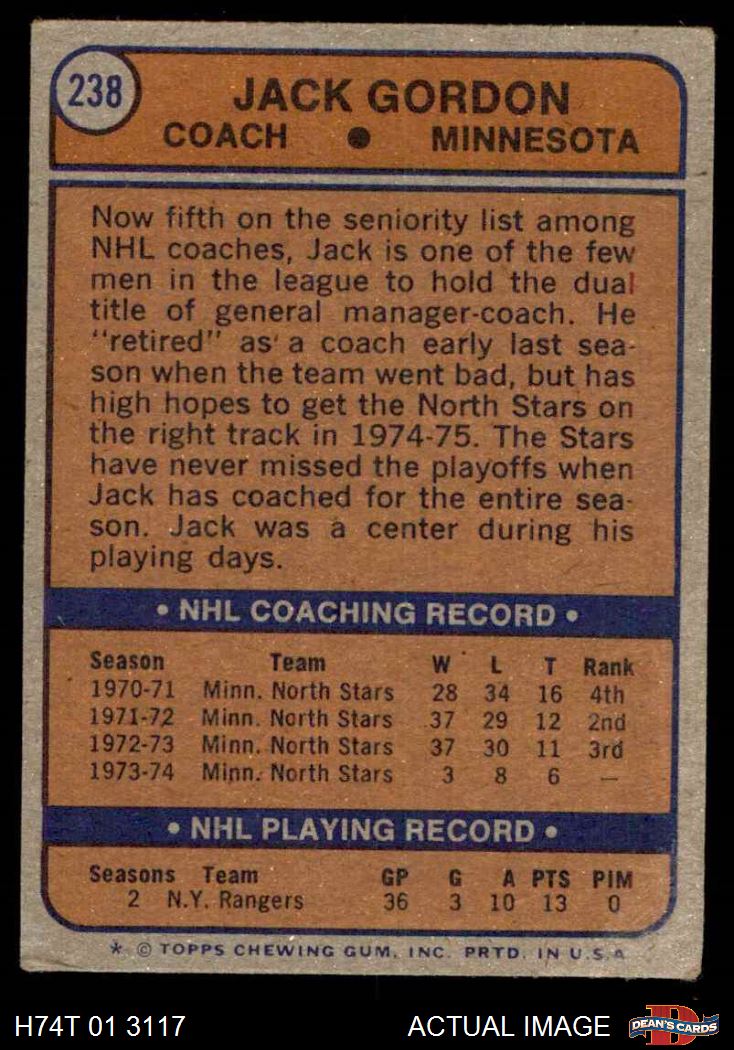 238
JACK GORDON
COACH ● MINNESOTA
Now fifth on the seniority list among
NHL coaches, Jack is one of the few
men in the league to hold the dual
title of general manager-coach. He
"retired" as a coach early last sea-
son when the team went bad, but has
high hopes to get the North Stars on
the right track in 1974-75. The Stars
have never missed the playoffs when
Jack has coached for the entire sea-
son. Jack was a center during his
playing days.
• NHL COACHING RECORD •
Season Team W L T Rank
1970-71 Minn. North Stars 28 34 16 4th
1971-72 Minn. North Stars 37 29 12 2nd
1972-73 Minn. North Stars 37 30 11 3rd
1973-74 Minn. North Stars 3 8 6 —
• NHL PLAYING RECORD •
Seasons Team GP G A PTS PIM
2 N.Y. Rangers 36 3 10 13 0
* © TOPPS CHEWING GUM, INC. PRTD. IN U.S.A.
H74T 01 3117 ACTUAL IMAGE DEAN'S CARDS